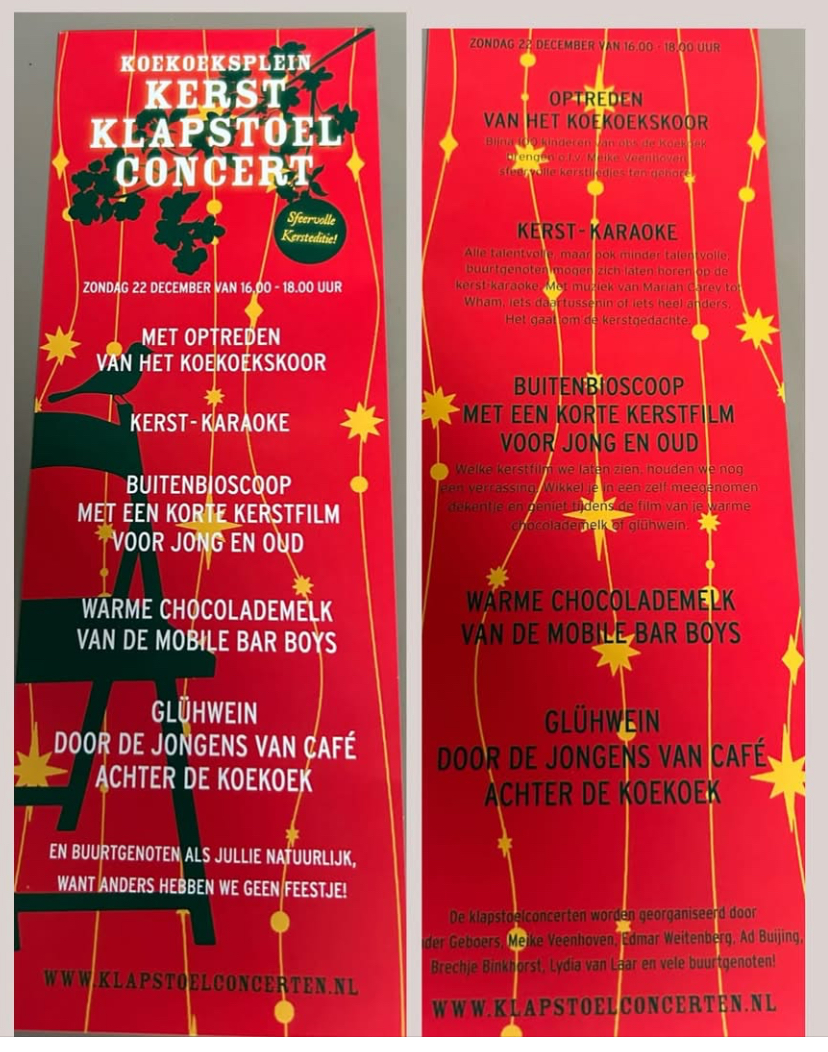 KOEKOEKSPLEIN
KERST
KLAPSTOEL
CONCERT
Sfeervolle
Kersteditie!
ZONDAG 22 DECEMBER VAN 16.00 - 18.00 UUR
MET OPTREDEN
VAN HET KOEKOEKSKOOR
KERST-KARAOKE
BUITENBIOSCOOP
MET EEN KORTE KERSTFILM
VOOR JONG EN OUD
WARME CHOCOLADEMELK
VAN DE MOBILE BAR BOYS
GLÜHWEIN
DOOR DE JONGENS VAN CAFÉ
ACHTER DE KOEKOEK
EN BUURTGENOTEN ALS JULLIE NATUURLIJK,
WANT ANDERS HEBBEN WE GEEN FEESTJE!
WWW.KLAPSTOELCONCERTEN.NL
ZONDAG 22 DECEMBER VAN 16.00 - 18.00 UUR
OPTREDEN
VAN HET KOEKOEKSKOOR
Bijna 100 kinderen van obs de Koekoek
brengen o.l.v. Meike Veenhoven
sfeervolle kerstliedjes ten gehore.
KERST-KARAOKE
Alle talentvolle, maar ook minder talentvolle,
buurtgenoten mogen zich laten horen op de
kerst-karaoke. Met muziek van Mariah Carey tot
Wham, iets daartussenin of iets heel anders.
Het gaat om de kerstgedachte.
BUITENBIOSCOOP
MET EEN KORTE KERSTFILM
VOOR JONG EN OUD
Welke kerstfilm we laten zien, houden we nog
een verrassing. Wikkel je in een zelf meegenomen
dekentje en geniet tijdens de film van je warme
chocolademelk of glühwein.
WARME CHOCOLADEMELK
VAN DE MOBILE BAR BOYS
GLÜHWEIN
DOOR DE JONGENS VAN CAFÉ
ACHTER DE KOEKOEK
De klapstoelconcerten worden georganiseerd door
Geboers, Meike Veenhoven, Edmar Weitenberg, Ad Buijing,
Brechje Binkhorst, Lydia van Laar en vele buurtgenoten!
WWW.KLAPSTOELCONCERTEN.NL